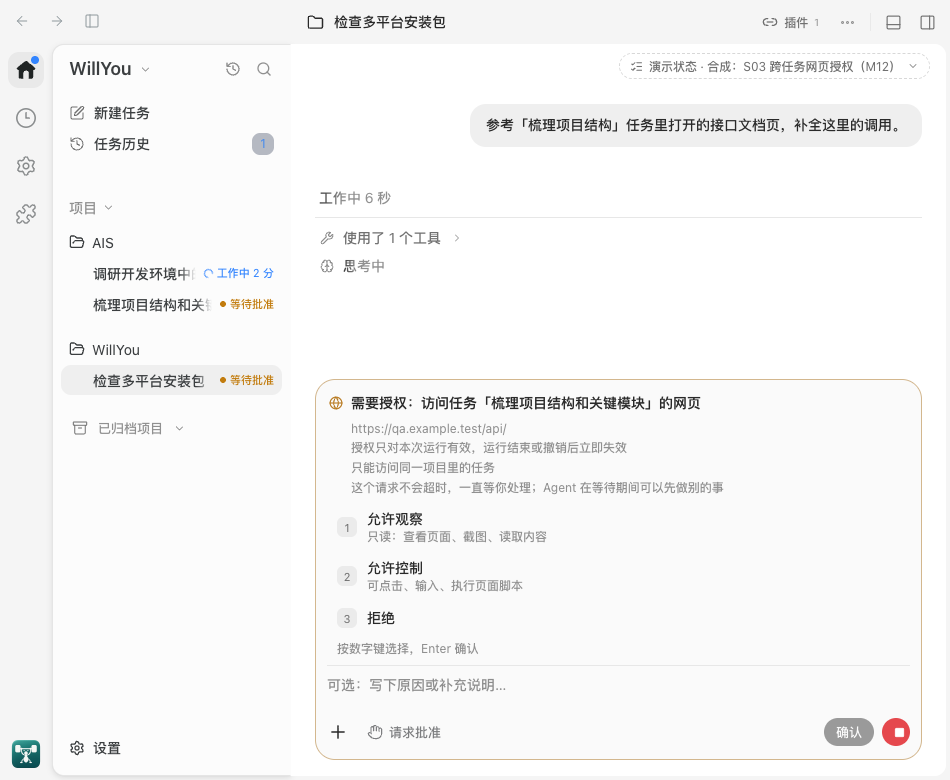 检查多平台安装包
插件 1
WillYou
新建任务
任务历史 1
项目
AIS
调研开发环境中 工作中 2 分
梳理项目结构和关 等待批准
WillYou
检查多平台安装包 等待批准
已归档项目
设置
演示状态 · 合成：S03 跨任务网页授权（M12）
参考「梳理项目结构」任务里打开的接口文档页，补全这里的调用。
工作中 6 秒
使用了 1 个工具
思考中
需要授权：访问任务「梳理项目结构和关键模块」的网页
https://qa.example.test/api/
授权只对本次运行有效，运行结束或撤销后立即失效
只能访问同一项目里的任务
这个请求不会超时，一直等你处理；Agent 在等待期间可以先做别的事
1 允许观察
只读：查看页面、截图、读取内容
2 允许控制
可点击、输入、执行页面脚本
3 拒绝
按数字键选择，Enter 确认
可选：写下原因或补充说明...
请求批准
确认